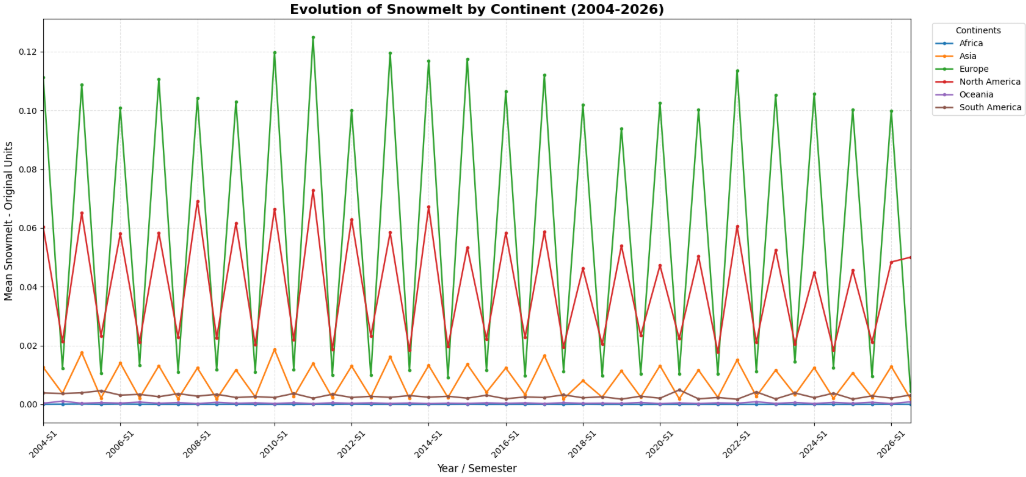 Evolution of Snowmelt by Continent (2004-2026)
Continents
Africa
Asia
Europe
North America
Oceania
South America
Mean Snowmelt - Original Units
0.12
0.10
0.08
0.06
0.04
0.02
0.00
2004-S1
2006-S1
2008-S1
2010-S1
2012-S1
2014-S1
2016-S1
2018-S1
2020-S1
2022-S1
2024-S1
2026-S1
Year / Semester